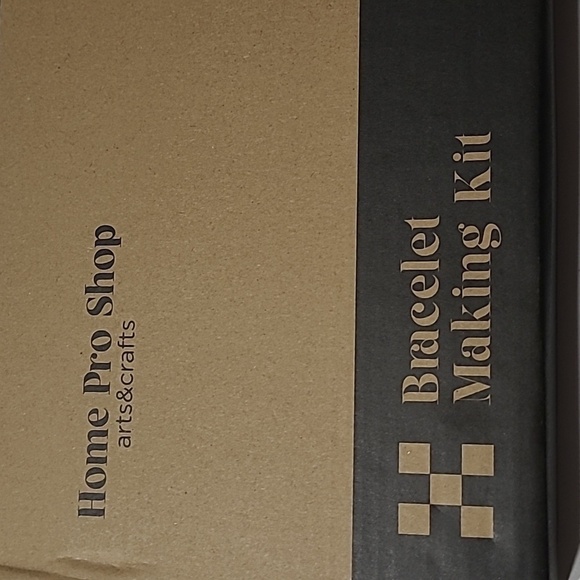 Home Pro Shop
arts&crafts
Bracelet
Making Kit